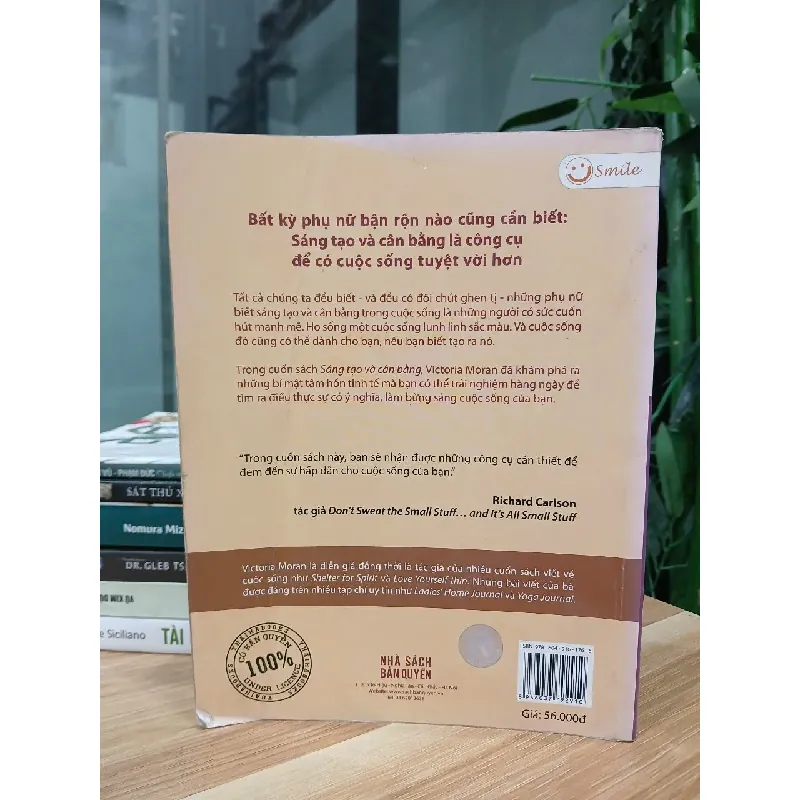 Smile
Bất kỳ phụ nữ bận rộn nào cũng cần biết:
Sáng tạo và cân bằng là công cụ
để có cuộc sống tuyệt vời hơn
Tất cả chúng ta đều biết - và đều có đôi chút ghen tị - những phụ nữ
biết sáng tạo và cân bằng trong cuộc sống là những người có sức cuốn
hút mạnh mẽ. Họ sống một cuộc sống lung linh sắc màu. Và cuộc sống
đó cũng có thể dành cho bạn, nếu bạn biết tạo ra nó.
Trong cuốn sách Sáng tạo và cân bằng, Victoria Moran đã khám phá ra
những bí mật tâm hồn tinh tế mà bạn có thể trải nghiệm hàng ngày để
tìm ra điều thực sự có ý nghĩa, làm bừng sáng cuộc sống của bạn.
"Trong cuốn sách này, bạn sẽ nhận được những công cụ cần thiết để
đem đến sự hấp dẫn cho cuộc sống của bạn."
Richard Carlson
tác giả Don't Sweat the Small Stuff... and It's All Small Stuff
Victoria Moran là diễn giả đồng thời là tác giả của nhiều cuốn sách viết về
cuộc sống như Shelter for Spirit và Love Yourself thin. Những bài viết của bà
được đăng trên nhiều tạp chí uy tín như Ladies' Home Journal và Yoga Journal.
THAIHABOOKS
CÓ BẢN QUYỀN
100%
UNDER LICENCE
THAIHABOOKS
NHÀ SÁCH
BẢN QUYỀN
Giá: 56.000đ
VŨ - PHẠM ĐỨC
SÁT THỦ
Nomura Miz
DR. GLEB TS
e Siciliano TÀI